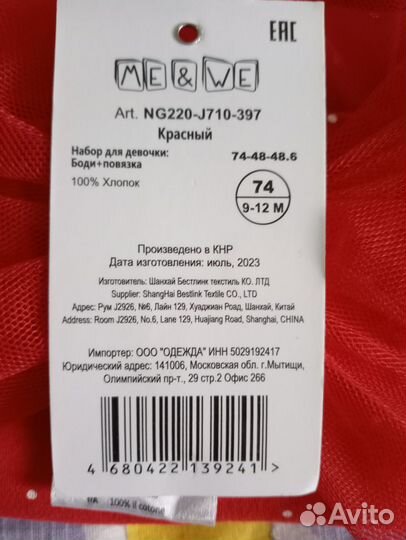 EAC
ME&WE
Art. NG220-J710-397
Красный
Набор для девочки: 74-48-48.6
Боди+повязка
100% Хлопок
74
9-12 М
Произведено в КНР
Дата изготовления: июль, 2023
Изготовитель: Шанхай Бестлинк текстиль КО. ЛТД
Supplier: ShangHai Bestlink Textile CO., LTD
Адрес: Рум J2926, №6, Лайн 129, Хуаджиан Роад, Шанхай, Китай
Address: Room J2926, No.6, Lane 129, Huajiang Road, Shanghai, CHINA
Импортер: ООО "ОДЕЖДА" ИНН 5029192417
Юридический адрес: 141006, Московская обл. г.Мытищи,
Олимпийский пр-т., 29 стр.2 Офис 266
4 680422 139241 >
100% il cotone
Avito